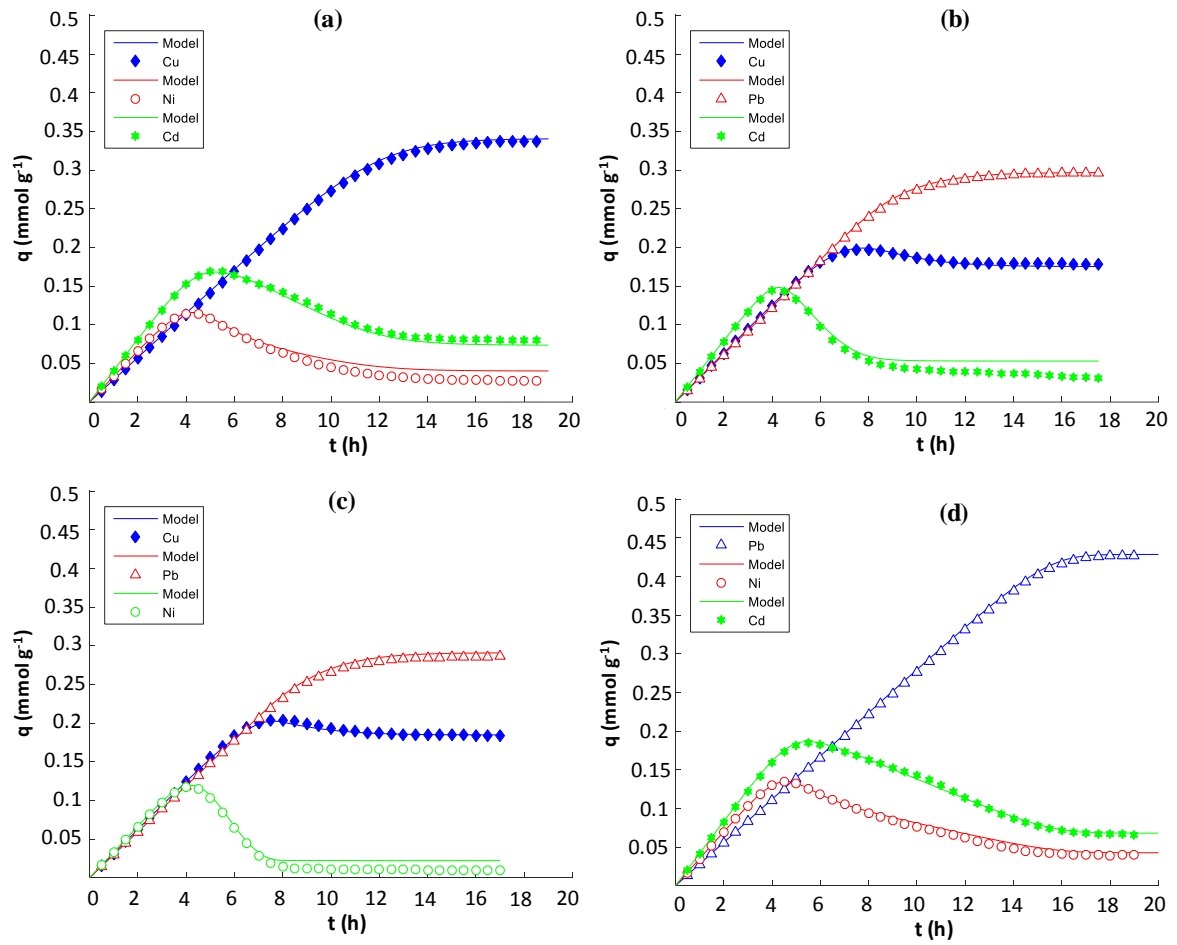 (a)
0.5
0.45
0.4
0.35
0.3
0.25
0.2
0.15
0.1
0.05
q (mmol g-1)
Model
Cu
Model
Ni
Model
Cd
0 2 4 6 8 10 12 14 16 18 20
t (h)
(b)
0.5
0.45
0.4
0.35
0.3
0.25
0.2
0.15
0.1
0.05
q (mmol g-1)
Model
Cu
Model
Pb
Model
Cd
0 2 4 6 8 10 12 14 16 18 20
t (h)
(c)
0.5
0.45
0.4
0.35
0.3
0.25
0.2
0.15
0.1
0.05
q (mmol g-1)
Model
Cu
Model
Pb
Model
Ni
0 2 4 6 8 10 12 14 16 18 20
t (h)
(d)
0.5
0.45
0.4
0.35
0.3
0.25
0.2
0.15
0.1
0.05
q (mmol g-1)
Model
Pb
Model
Ni
Model
Cd
0 2 4 6 8 10 12 14 16 18 20
t (h)